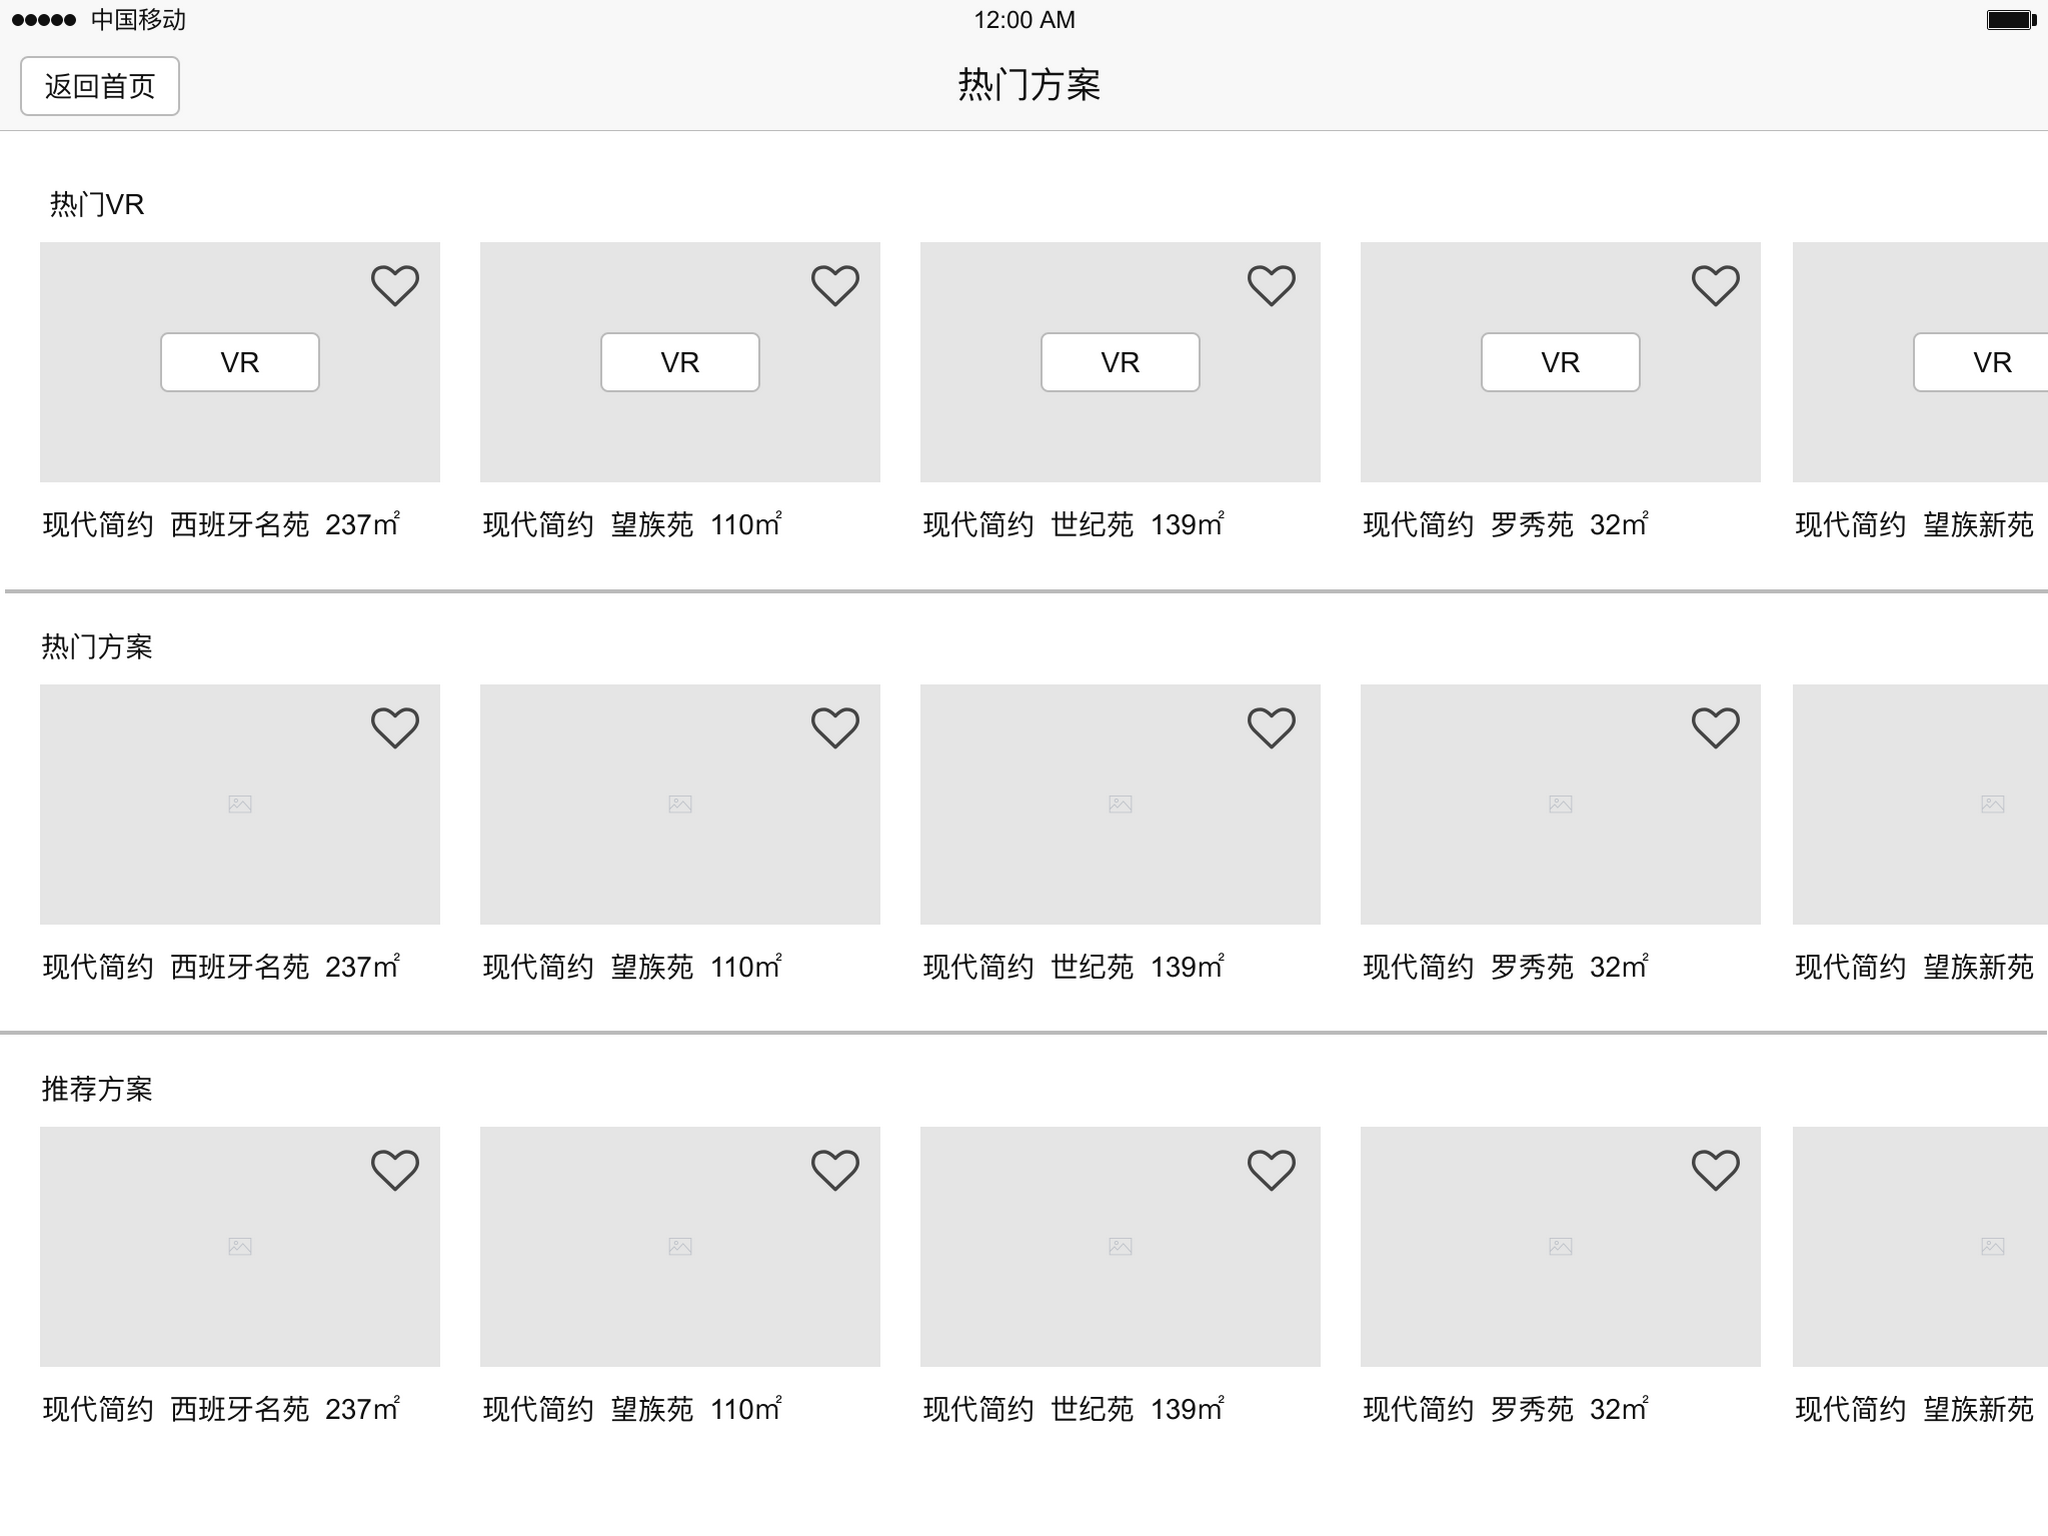 中国移动 12:00 AM
返回首页 热门方案
热门VR
VR VR VR VR VR
现代简约 西班牙名苑 237㎡ 现代简约 望族苑 110㎡ 现代简约 世纪苑 139㎡ 现代简约 罗秀苑 32㎡ 现代简约 望族新苑
热门方案
现代简约 西班牙名苑 237㎡ 现代简约 望族苑 110㎡ 现代简约 世纪苑 139㎡ 现代简约 罗秀苑 32㎡ 现代简约 望族新苑
推荐方案
现代简约 西班牙名苑 237㎡ 现代简约 望族苑 110㎡ 现代简约 世纪苑 139㎡ 现代简约 罗秀苑 32㎡ 现代简约 望族新苑